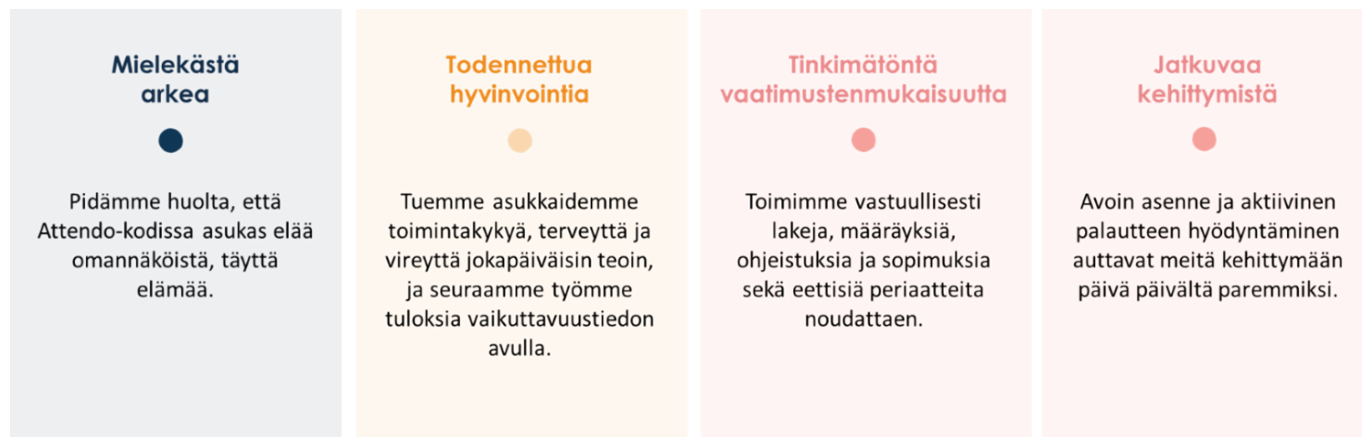 Mielekästä
arkea
Pidämme huolta, että
Attendo-kodissa asukas elää
omannäköistä, täyttä
elämää.
Todennettua
hyvinvointia
Tuemme asukkaidemme
toimintakykyä, terveyttä ja
vireyttä jokapäiväisin teoin,
ja seuraamme työmme
tuloksia vaikuttavuustiedon
avulla.
Tinkimätöntä
vaatimustenmukaisuutta
Toimimme vastuullisesti
lakeja, määräyksiä,
ohjeistuksia ja sopimuksia
sekä eettisiä periaatteita
noudattaen.
Jatkuvaa
kehittymistä
Avoin asenne ja aktiivinen
palautteen hyödyntäminen
auttavat meitä kehittymään
päivä päivältä paremmiksi.